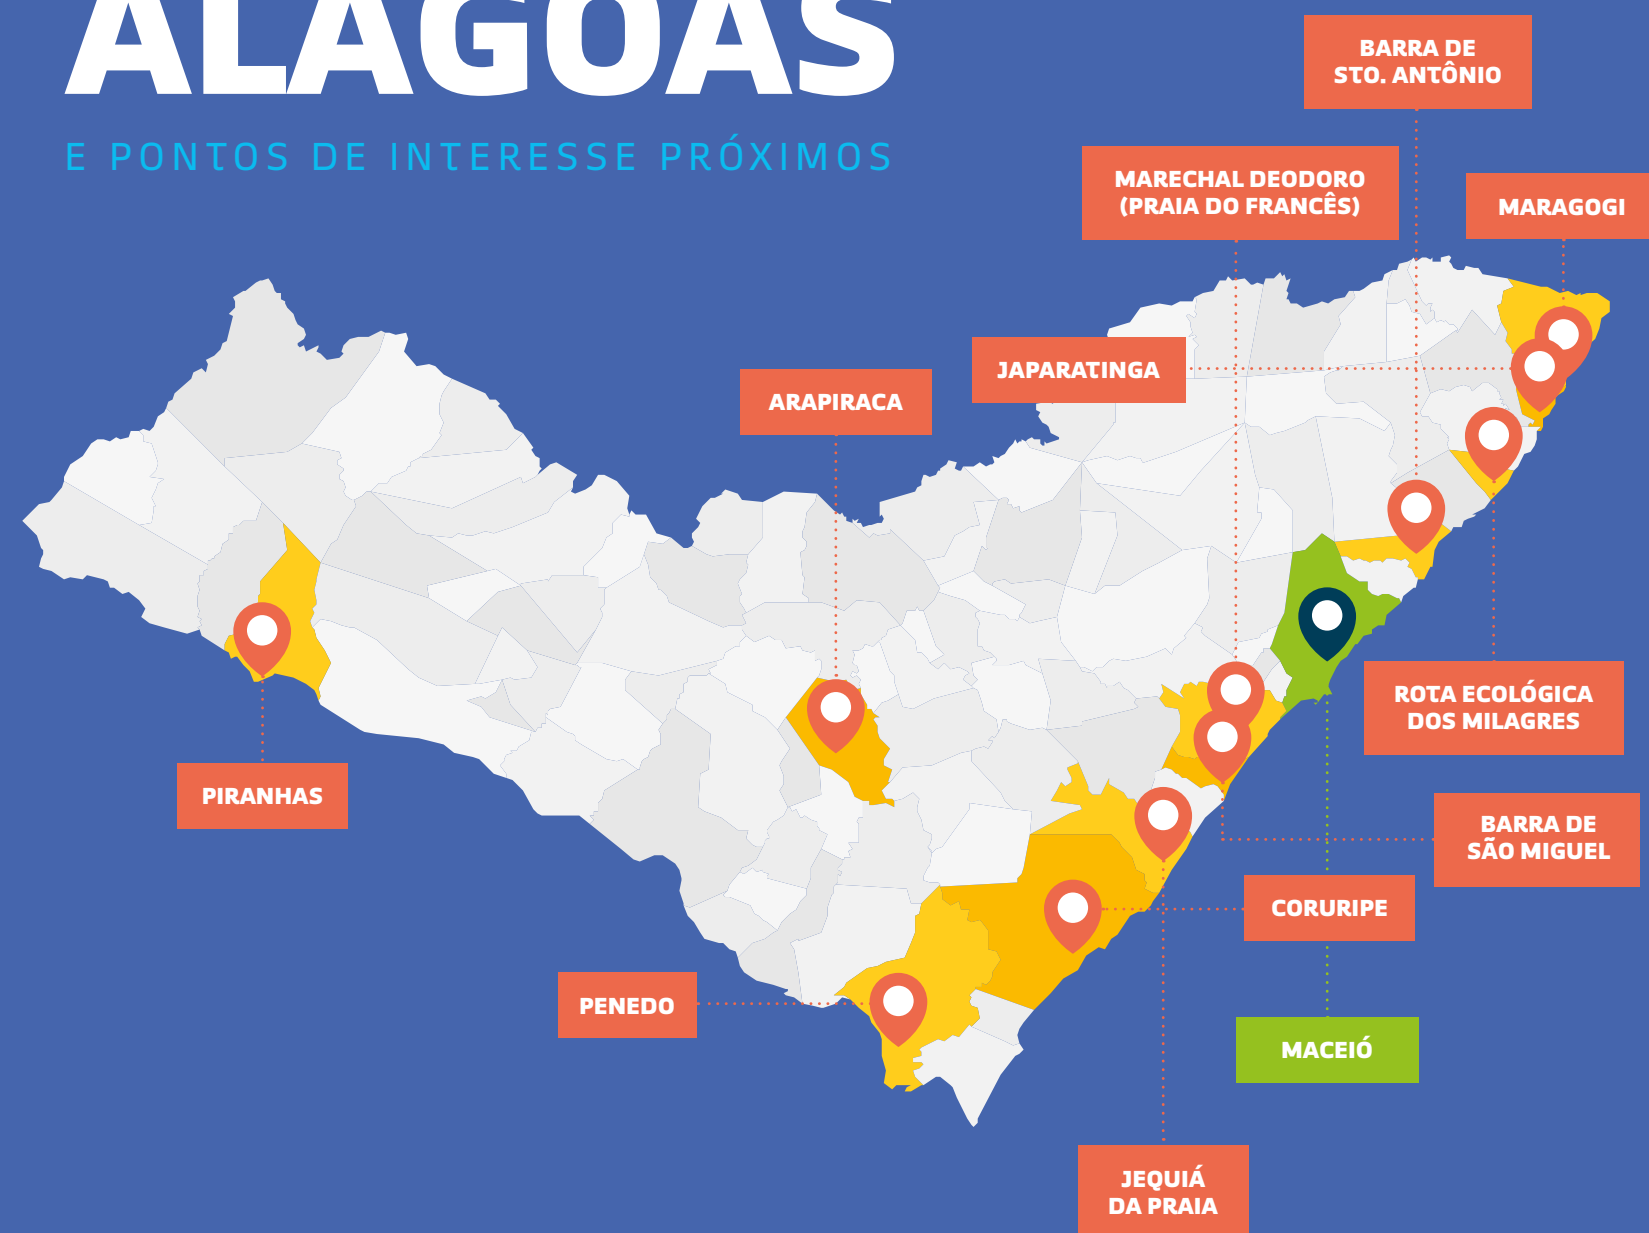 ALAGOAS
E PONTOS DE INTERESSE PRÓXIMOS
BARRA DE
STO. ANTÔNIO
MARECHAL DEODORO
(PRAIA DO FRANCÊS)
MARAGOGI
JAPARATINGA
ARAPIRACA
ROTA ECOLÓGICA
DOS MILAGRES
PIRANHAS
BARRA DE
SÃO MIGUEL
CORURIPE
PENEDO
MACEIÓ
JEQUIÁ
DA PRAIA